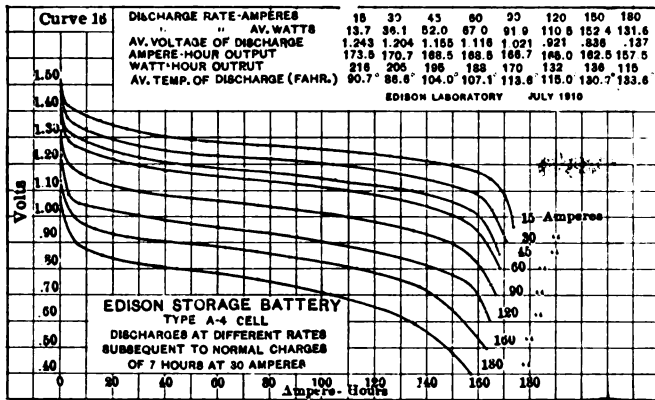 Curve 16
DISCHARGE RATE-AMPÈRES 15 30 45 60 90 120 150 180
" " AV. WATTS 13.7 36.1 52.0 67.0 91.9 110.5 152.4 131.6
AV. VOLTAGE OF DISCHARGE 1.243 1.204 1.155 1.116 1.021 .921 .836 .137
AMPERE-HOUR OUTPUT 173.5 170.7 168.5 168.5 166.7 165.0 162.5 157.5
WATT-HOUR OUTRUT 216 205 195 188 170 132 136 115
AV. TEMP. OF DISCHARGE (FAHR.) 90.7° 86.6° 104.0° 107.1° 113.6° 115.0° 130.7° 133.6°
EDISON LABORATORY JULY 1910
Volts
1.50
1.40
1.30
1.20
1.10
1.00
.90
.80
.70
.60
.50
.40
15 Amperes
30 "
45 "
60 "
90 "
120 "
150 "
180 "
EDISON STORAGE BATTERY
TYPE A-4 CELL
DISCHARGES AT DIFFERENT RATES
SUBSEQUENT TO NORMAL CHARGES
OF 7 HOURS AT 30 AMPERES
0 20 40 60 80 100 120 140 160 180
Ampere-Hours